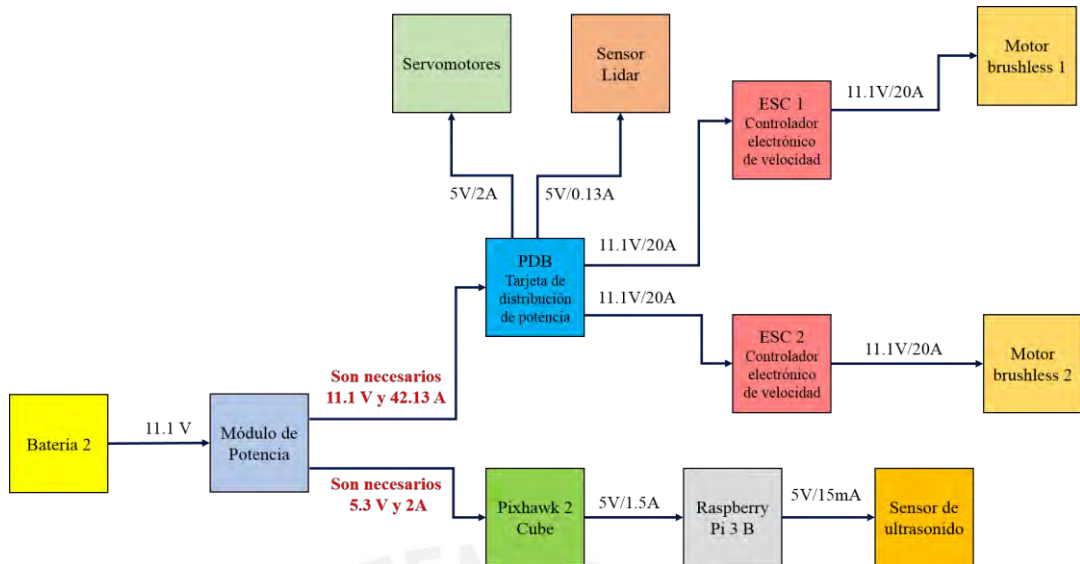 Servomotores
Sensor
Lidar
Motor
brushless 1
ESC 1
Controlador
electrónico
de velocidad
11.1V/20A
5V/2A
5V/0.13A
11.1V/20A
PDB
Tarjeta de
distribución
de potencia
11.1V/20A
ESC 2
Controlador
electrónico
de velocidad
11.1V/20A
Motor
brushless 2
Son necesarios
11.1 V y 42.13 A
Bateria 2
11.1 V
Módulo de
Potencia
Son necesarios
5.3 V y 2A
Pixhawk 2
Cube
5V/1.5A
Raspberry
Pi 3 B
5V/15mA
Sensor de
ultrasonido